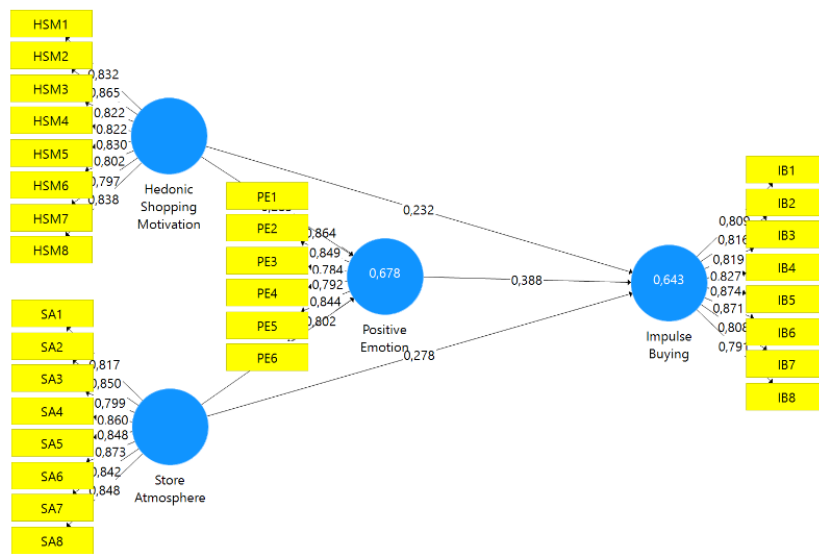 HSM1
HSM2
HSM3
HSM4
HSM5
HSM6
HSM7
HSM8
0,832
0,865
0,822
0,822
0,830
0,802
0,797
0,838
Hedonic
Shopping
Motivation
SA1
SA2
SA3
SA4
SA5
SA6
SA7
SA8
0,817
0,850
0,799
0,860
0,848
0,873
0,842
0,848
Store
Atmosphere
PE1
PE2
PE3
PE4
PE5
PE6
0,864
0,849
0,784
0,792
0,844
0,802
0,678
Positive
Emotion
0,232
0,388
0,278
0,643
Impulse
Buying
0,809
0,816
0,819
0.827
0,874
0,871
0,808
0,791
IB1
IB2
IB3
IB4
IB5
IB6
IB7
IB8